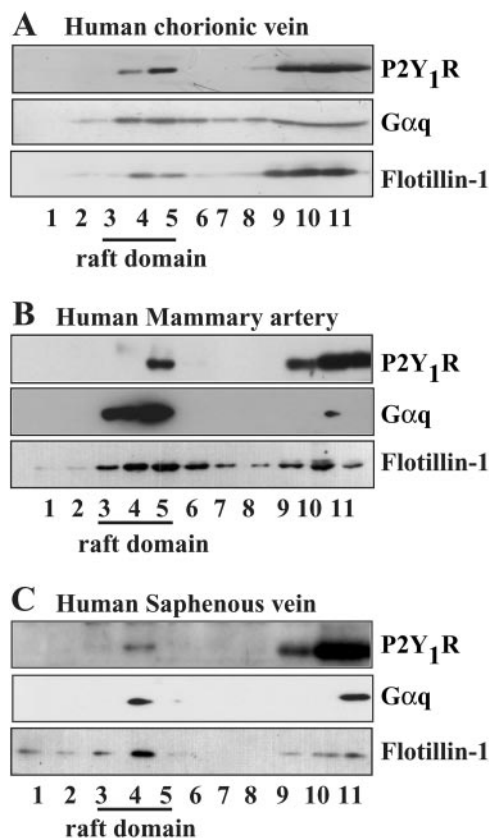 A Human chorionic vein
P2Y1R
Gαq
Flotillin-1
1 2 3 4 5 6 7 8 9 10 11
raft domain
B Human Mammary artery
P2Y1R
Gαq
Flotillin-1
1 2 3 4 5 6 7 8 9 10 11
raft domain
C Human Saphenous vein
P2Y1R
Gαq
Flotillin-1
1 2 3 4 5 6 7 8 9 10 11
raft domain